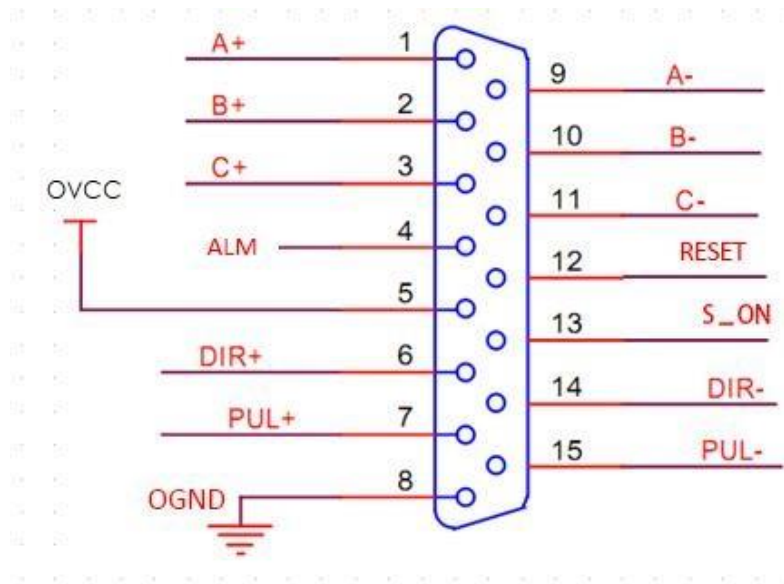 A+ 1
9 A-
B+ 2
10 B-
C+ 3
OVCC
11 C-
ALM 4
12 RESET
5
13 S_ON
DIR+ 6
14 DIR-
PUL+ 7
15 PUL-
OGND 8